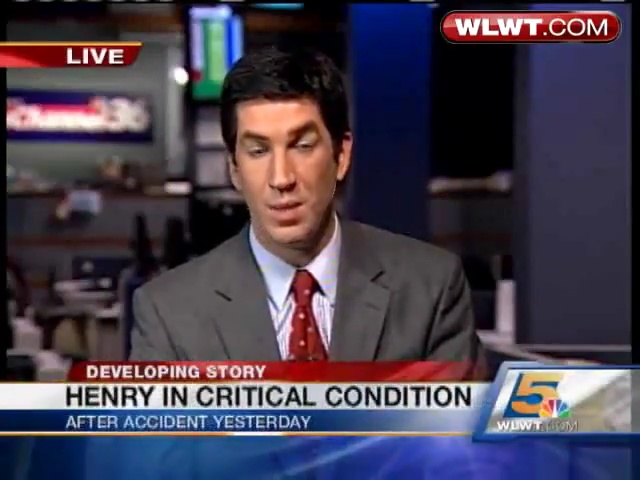 WLWT.COM
LIVE
DEVELOPING STORY
HENRY IN CRITICAL CONDITION
AFTER ACCIDENT YESTERDAY
5
WLWT.COM